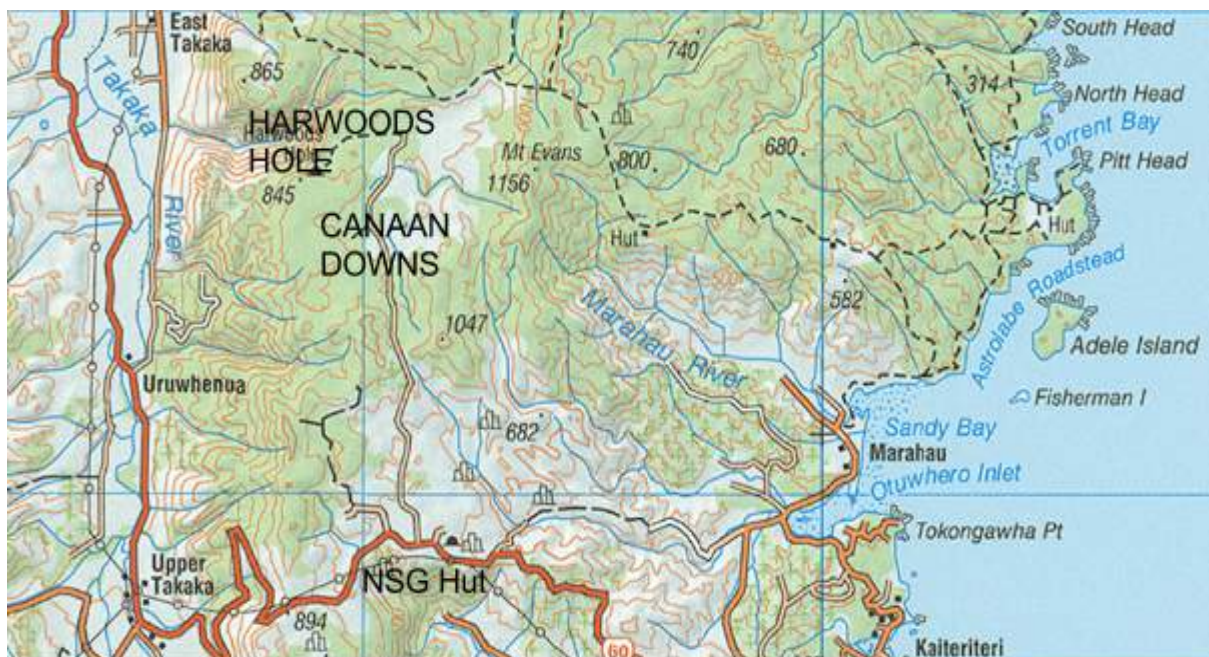 South Head
East
Takaka
740
865
314
North Head
Takaka
HARWOODS
Harwoods
HOLE
Torrent Bay
Mt Evans
800
680
Pitt Head
845
1156
River
CANAAN
DOWNS
Hut
Hut
Astrolabe Roadstead
582
Marahau River
1047
Adele Island
Uruwhenua
Fisherman I
682
Sandy Bay
Marahau
Otuwhero Inlet
Tokongawha Pt
Upper
Takaka
NSG Hut
894
60
Kaiteriteri